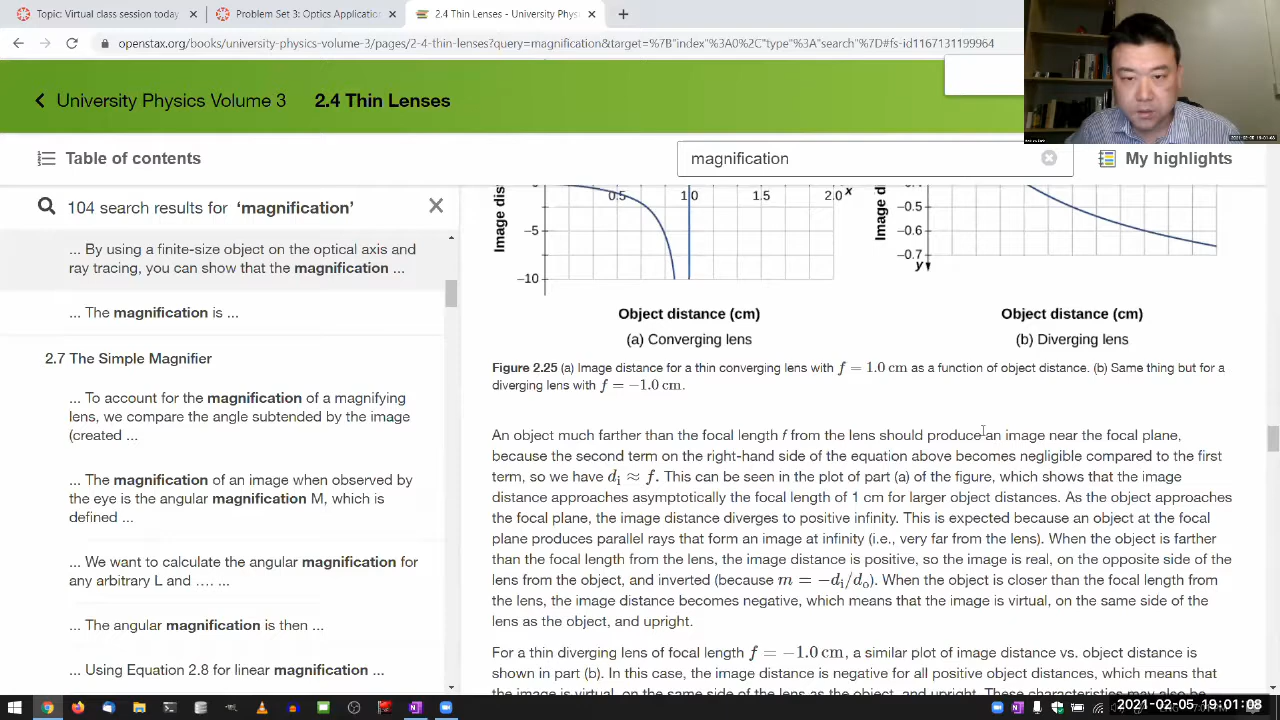 Topic: Virtual class session today
Problem Set 3: Optics Application
2.4 Thin Lenses - University Phys
openstax.org/books/university-physics-volume-3/pages/2-4-thin-lenses?query=magnification&target=%7B"index"%3A0%2C"type"%3A"search"%7D#fs-id1167131199964
University Physics Volume 3 2.4 Thin Lenses
Table of contents
magnification
My highlights
104 search results for ‘magnification’
... By using a finite-size object on the optical axis and
ray tracing, you can show that the magnification ...
... The magnification is ...
2.7 The Simple Magnifier
... To account for the magnification of a magnifying
lens, we compare the angle subtended by the image
(created ...
... The magnification of an image when observed by
the eye is the angular magnification M, which is
defined ...
... We want to calculate the angular magnification for
any arbitrary L and .... ...
... The angular magnification is then ...
... Using Equation 2.8 for linear magnification ...
Image dis
0.5 1.0 1.5 2.0 x
−5
−10
Object distance (cm)
(a) Converging lens
Image d
−0.5
−0.6
−0.7
y
Object distance (cm)
(b) Diverging lens
Figure 2.25 (a) Image distance for a thin converging lens with f = 1.0 cm as a function of object distance. (b) Same thing but for a
diverging lens with f = −1.0 cm.
An object much farther than the focal length f from the lens should produce an image near the focal plane,
because the second term on the right-hand side of the equation above becomes negligible compared to the first
term, so we have di ≈ f. This can be seen in the plot of part (a) of the figure, which shows that the image
distance approaches asymptotically the focal length of 1 cm for larger object distances. As the object approaches
the focal plane, the image distance diverges to positive infinity. This is expected because an object at the focal
plane produces parallel rays that form an image at infinity (i.e., very far from the lens). When the object is farther
than the focal length from the lens, the image distance is positive, so the image is real, on the opposite side of the
lens from the object, and inverted (because m = −di/do). When the object is closer than the focal length from
the lens, the image distance becomes negative, which means that the image is virtual, on the same side of the
lens as the object, and upright.
For a thin diverging lens of focal length f = −1.0 cm, a similar plot of image distance vs. object distance is
shown in part (b). In this case, the image distance is negative for all positive object distances, which means that
the image is virtual, on the same side of the lens as the object, and upright. These characteristics may also be
2021-02-05 19:01:08